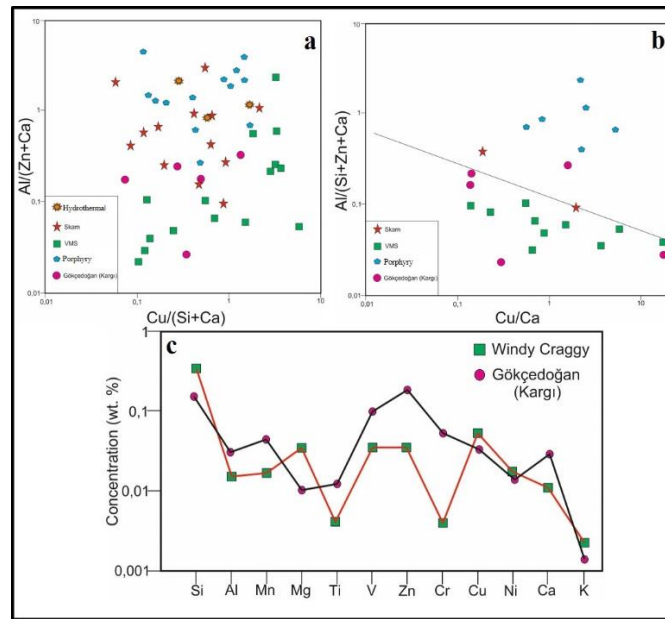 a
10
1
0,1
0,01
Al/(Zn+Ca)
0,01
0,1
1
10
Cu/(Si+Ca)
Hydrothermal
Skarn
VMS
Porphyry
Gökçedoğan (Kargı)
b
10
1
0,1
0,01
Al/(Si+Zn+Ca)
0,01
0,1
1
10
Cu/Ca
Skarn
VMS
Porphyry
Gökçedoğan (Kargı)
c
1
0,1
0,01
0,001
Concentration (wt. %)
Windy Craggy
Gökçedoğan
(Kargı)
Si Al Mn Mg Ti V Zn Cr Cu Ni Ca K